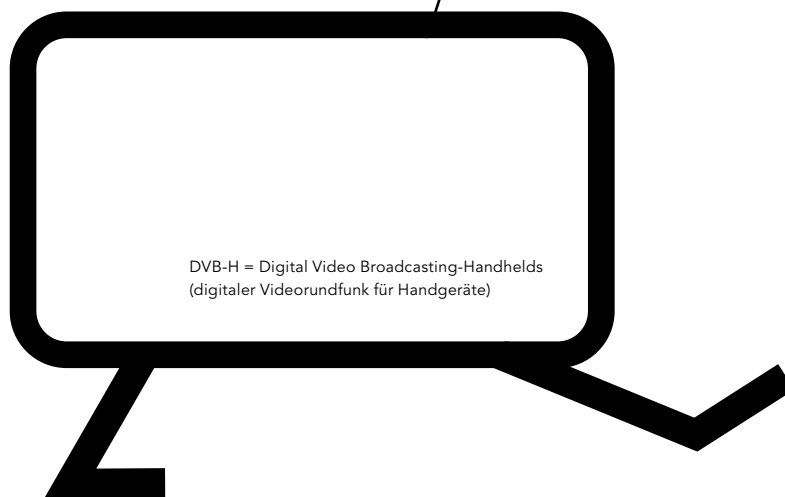 DVB-H = Digital Video Broadcasting-Handhelds
(digitaler Videorundfunk für Handgeräte)